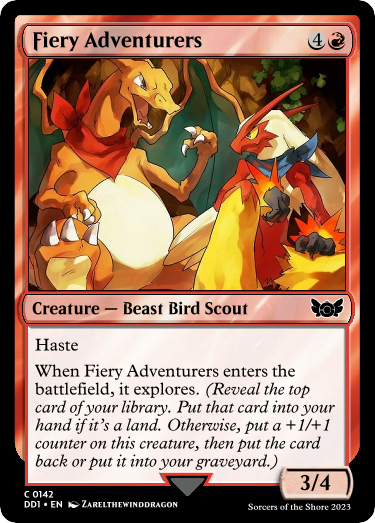 Fiery Adventurers 4
Creature — Beast Bird Scout
Haste
When Fiery Adventurers enters the
battlefield, it explores. (Reveal the top
card of your library. Put that card into your
hand if it's a land. Otherwise, put a +1/+1
counter on this creature, then put the card
back or put it into your graveyard.)
3/4
C 0142
DD1 • EN ZARELTHEWINDDRAGON
Sorcers of the Shore 2023